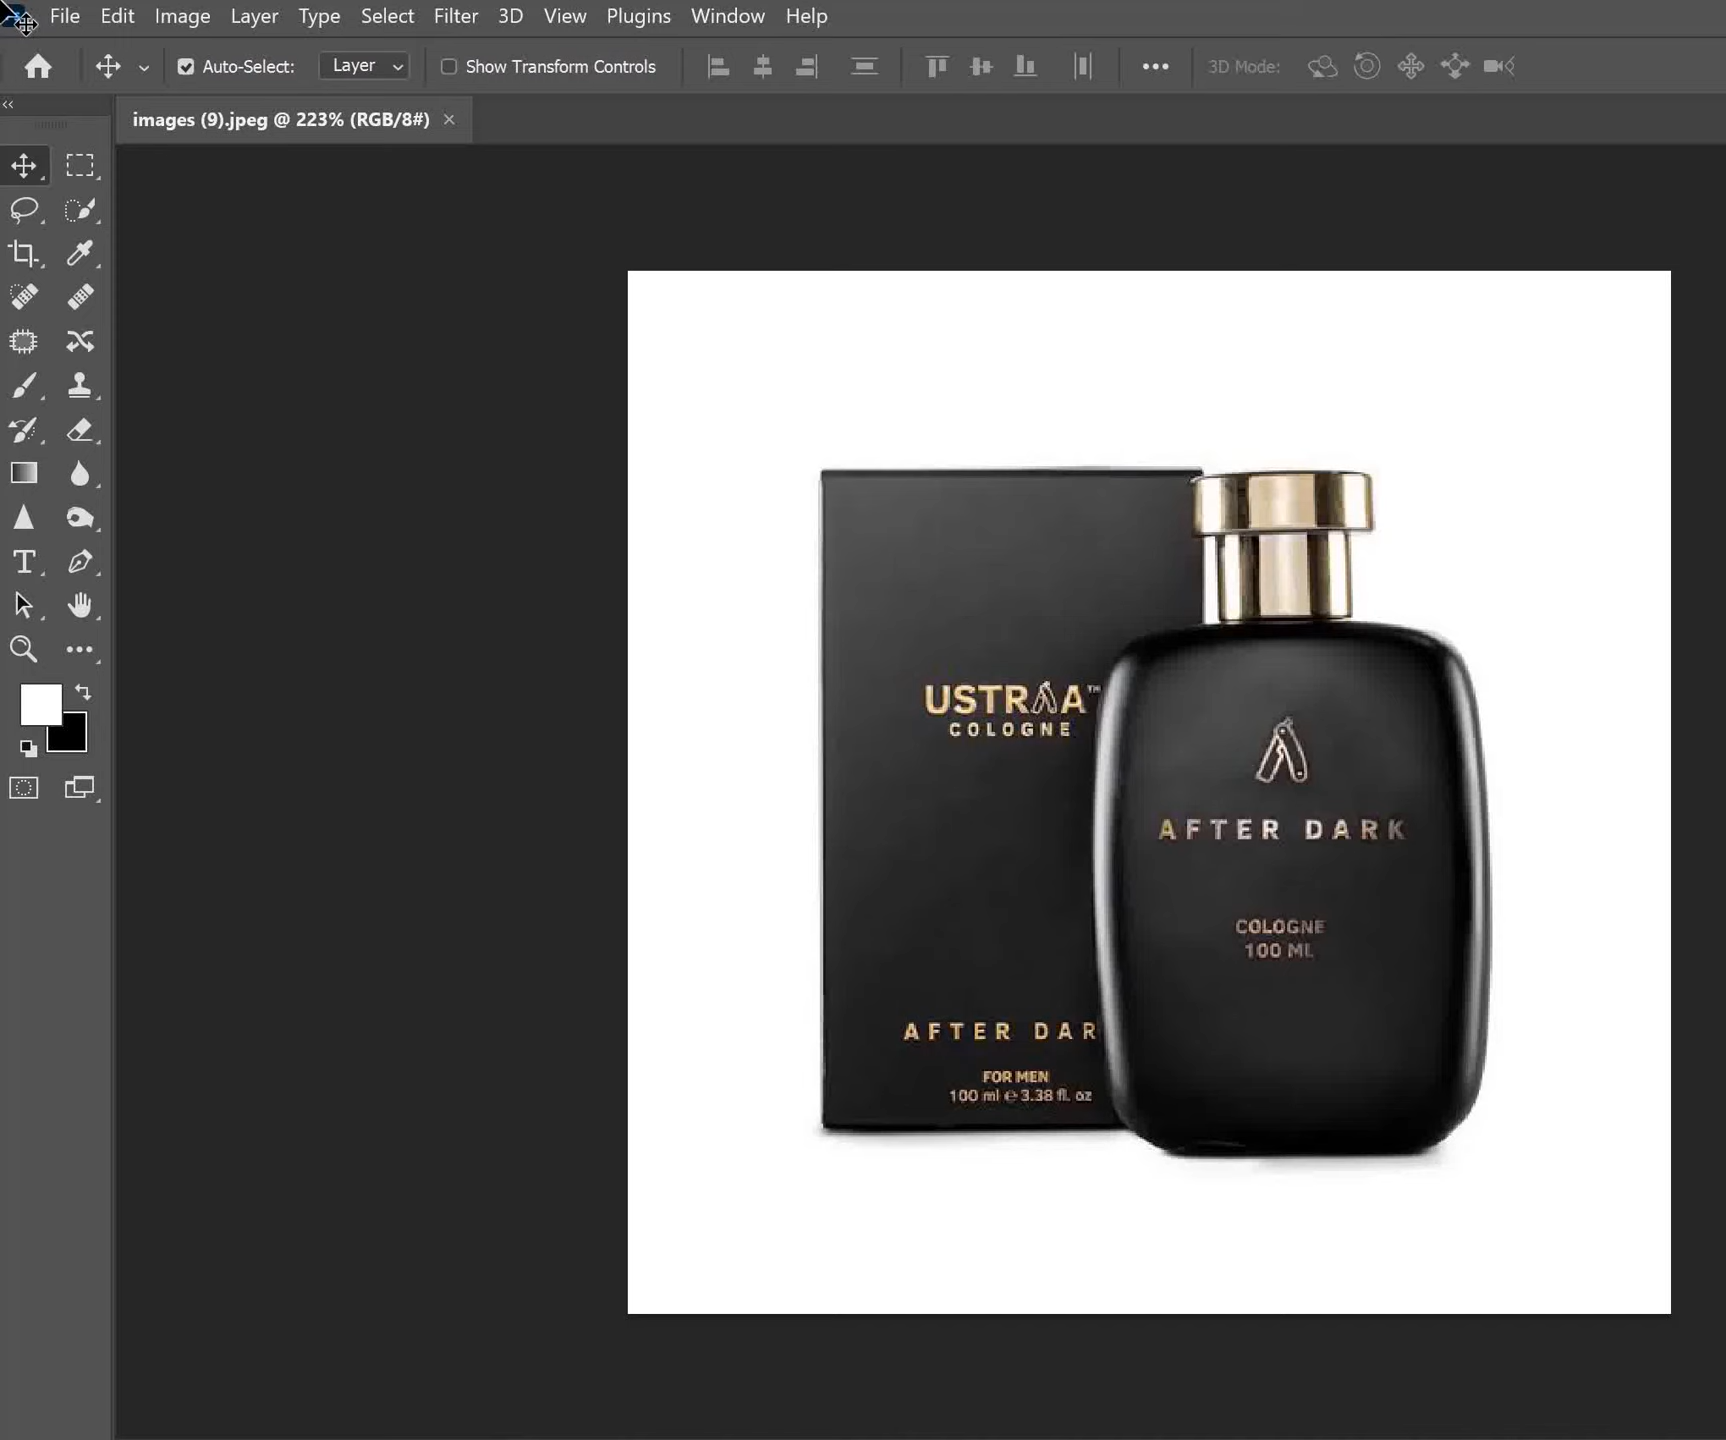 File Edit Image Layer Type Select Filter 3D View Plugins Window Help
Auto-Select: Layer Show Transform Controls 3D Mode:
images (9).jpeg @ 223% (RGB/8#)
USTRAA™
COLOGNE
AFTER DARK
COLOGNE
100 ML
AFTER DAR
FOR MEN
100 ml ℮ 3.38 fl. oz